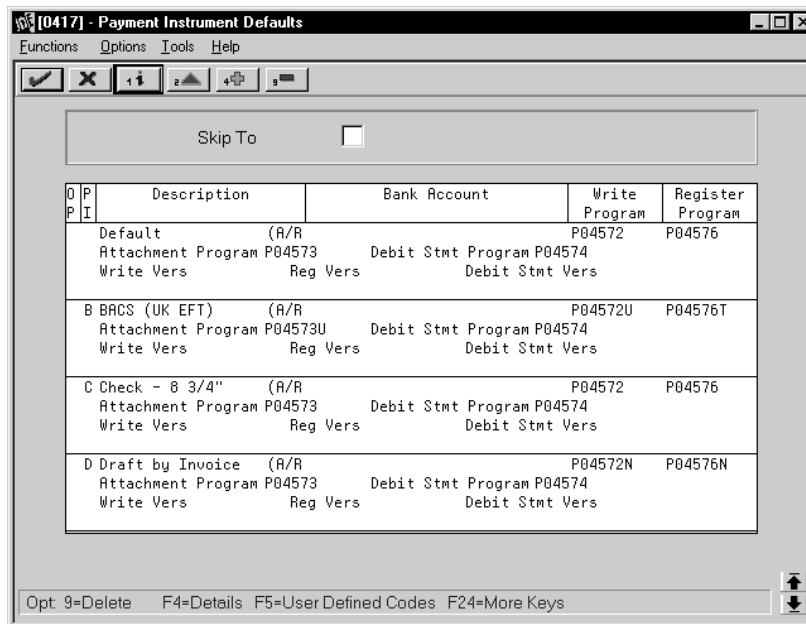 [0417] - Payment Instrument Defaults
Functions Options Tools Help
1 i 2 4 9
Skip To
O P Description Bank Account Write Register
P I Program Program
Default (A/R P04572 P04576
Attachment Program P04573 Debit Stmt Program P04574
Write Vers Reg Vers Debit Stmt Vers
B BACS (UK EFT) (A/R P04572U P04576T
Attachment Program P04573U Debit Stmt Program P04574
Write Vers Reg Vers Debit Stmt Vers
C Check - 8 3/4" (A/R P04572 P04576
Attachment Program P04573 Debit Stmt Program P04574
Write Vers Reg Vers Debit Stmt Vers
D Draft by Invoice (A/R P04572N P04576N
Attachment Program P04573 Debit Stmt Program P04574
Write Vers Reg Vers Debit Stmt Vers
Opt: 9=Delete F4=Details F5=User Defined Codes F24=More Keys